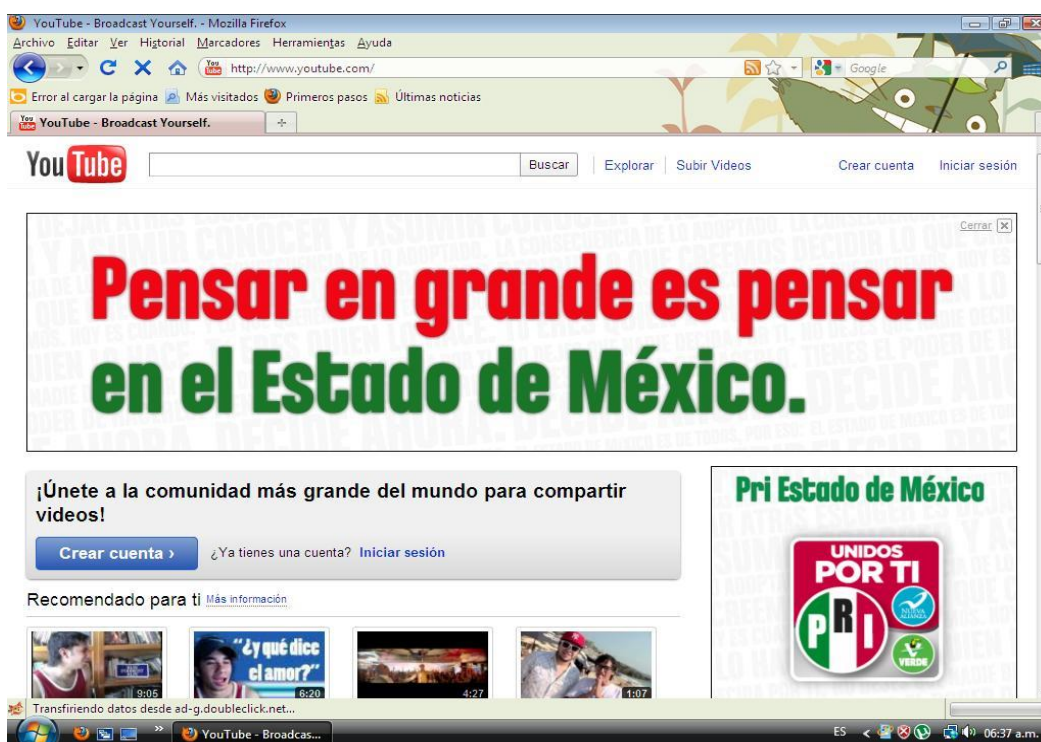 YouTube - Broadcast Yourself. - Mozilla Firefox
Archivo Editar Ver Historial Marcadores Herramientas Ayuda
http://www.youtube.com/
Google
Error al cargar la página Más visitados Primeros pasos Últimas noticias
YouTube - Broadcast Yourself.
YouTube
Buscar Explorar Subir Videos Crear cuenta Iniciar sesión
Cerrar
Pensar en grande es pensar
en el Estado de México.
¡Únete a la comunidad más grande del mundo para compartir
videos!
Crear cuenta ›
¿Ya tienes una cuenta? Iniciar sesión
Recomendado para ti Más información
9:05
"¿y qué dice
el amor?"
6:20
4:27
1:07
Pri Estado de México
UNIDOS
POR TI
PRI
NUEVA
ALIANZA
VERDE
Transfiriendo datos desde ad-g.doubleclick.net...
YouTube - Broadcas...
ES
06:37 a.m.